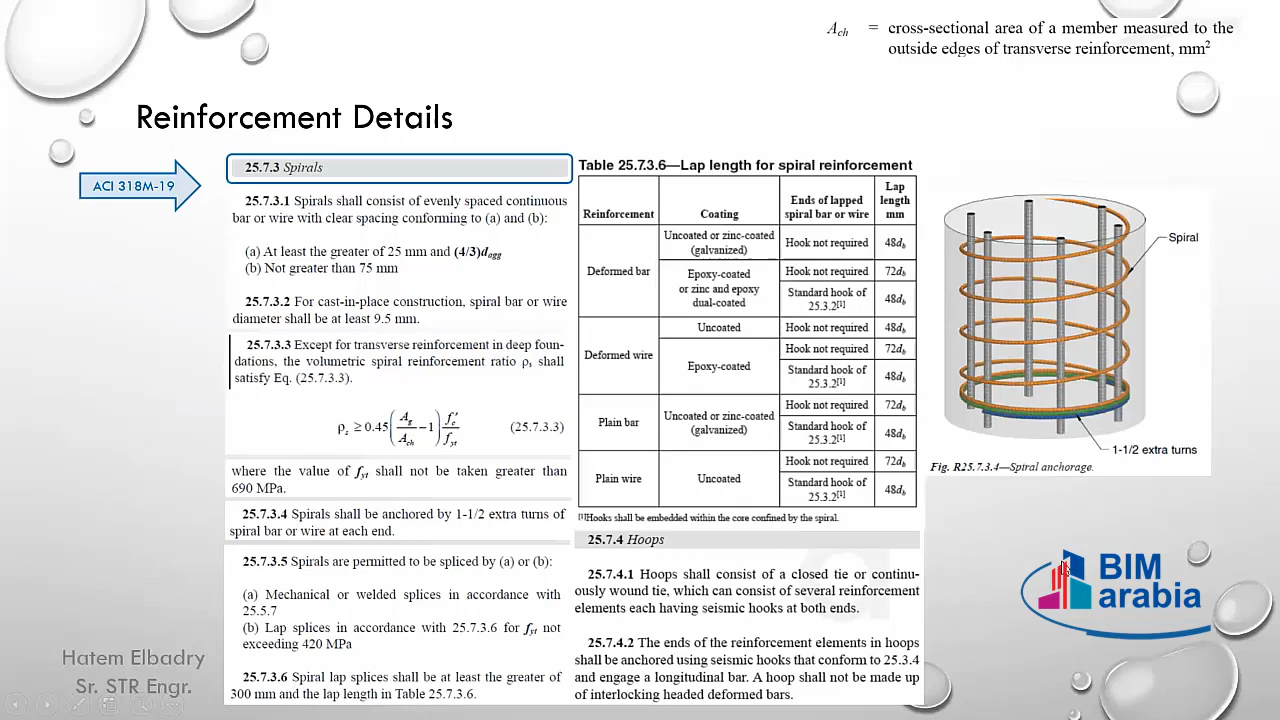 A_ch = cross-sectional area of a member measured to the
outside edges of transverse reinforcement, mm²
Reinforcement Details
ACI 318M-19
25.7.3 Spirals
25.7.3.1 Spirals shall consist of evenly spaced continuous
bar or wire with clear spacing conforming to (a) and (b):
(a) At least the greater of 25 mm and (4/3)d_agg
(b) Not greater than 75 mm
25.7.3.2 For cast-in-place construction, spiral bar or wire
diameter shall be at least 9.5 mm.
25.7.3.3 Except for transverse reinforcement in deep foun-
dations, the volumetric spiral reinforcement ratio ρ_s shall
satisfy Eq. (25.7.3.3).
ρ_s ≥ 0.45(A_g/A_ch − 1) f_c′/f_yt (25.7.3.3)
where the value of f_yt shall not be taken greater than
690 MPa.
25.7.3.4 Spirals shall be anchored by 1-1/2 extra turns of
spiral bar or wire at each end.
25.7.3.5 Spirals are permitted to be spliced by (a) or (b):
(a) Mechanical or welded splices in accordance with
25.5.7
(b) Lap splices in accordance with 25.7.3.6 for f_yt not
exceeding 420 MPa
25.7.3.6 Spiral lap splices shall be at least the greater of
300 mm and the lap length in Table 25.7.3.6.
Table 25.7.3.6—Lap length for spiral reinforcement
Reinforcement Coating Ends of lapped spiral bar or wire Lap length mm
Deformed bar Uncoated or zinc-coated (galvanized) Hook not required 48d_b
Epoxy-coated or zinc and epoxy dual-coated Hook not required 72d_b
Standard hook of 25.3.2[1] 48d_b
Deformed wire Uncoated Hook not required 48d_b
Epoxy-coated Hook not required 72d_b
Standard hook of 25.3.2[1] 48d_b
Plain bar Uncoated or zinc-coated (galvanized) Hook not required 72d_b
Standard hook of 25.3.2[1] 48d_b
Plain wire Uncoated Hook not required 72d_b
Standard hook of 25.3.2[1] 48d_b
[1]Hooks shall be embedded within the core confined by the spiral.
25.7.4 Hoops
25.7.4.1 Hoops shall consist of a closed tie or continu-
ously wound tie, which can consist of several reinforcement
elements each having seismic hooks at both ends.
25.7.4.2 The ends of the reinforcement elements in hoops
shall be anchored using seismic hooks that conform to 25.3.4
and engage a longitudinal bar. A hoop shall not be made up
of interlocking headed deformed bars.
Spiral
1-1/2 extra turns
Fig. R25.7.3.4—Spiral anchorage.
BIM
arabia
Hatem Elbadry
Sr. STR Engr.